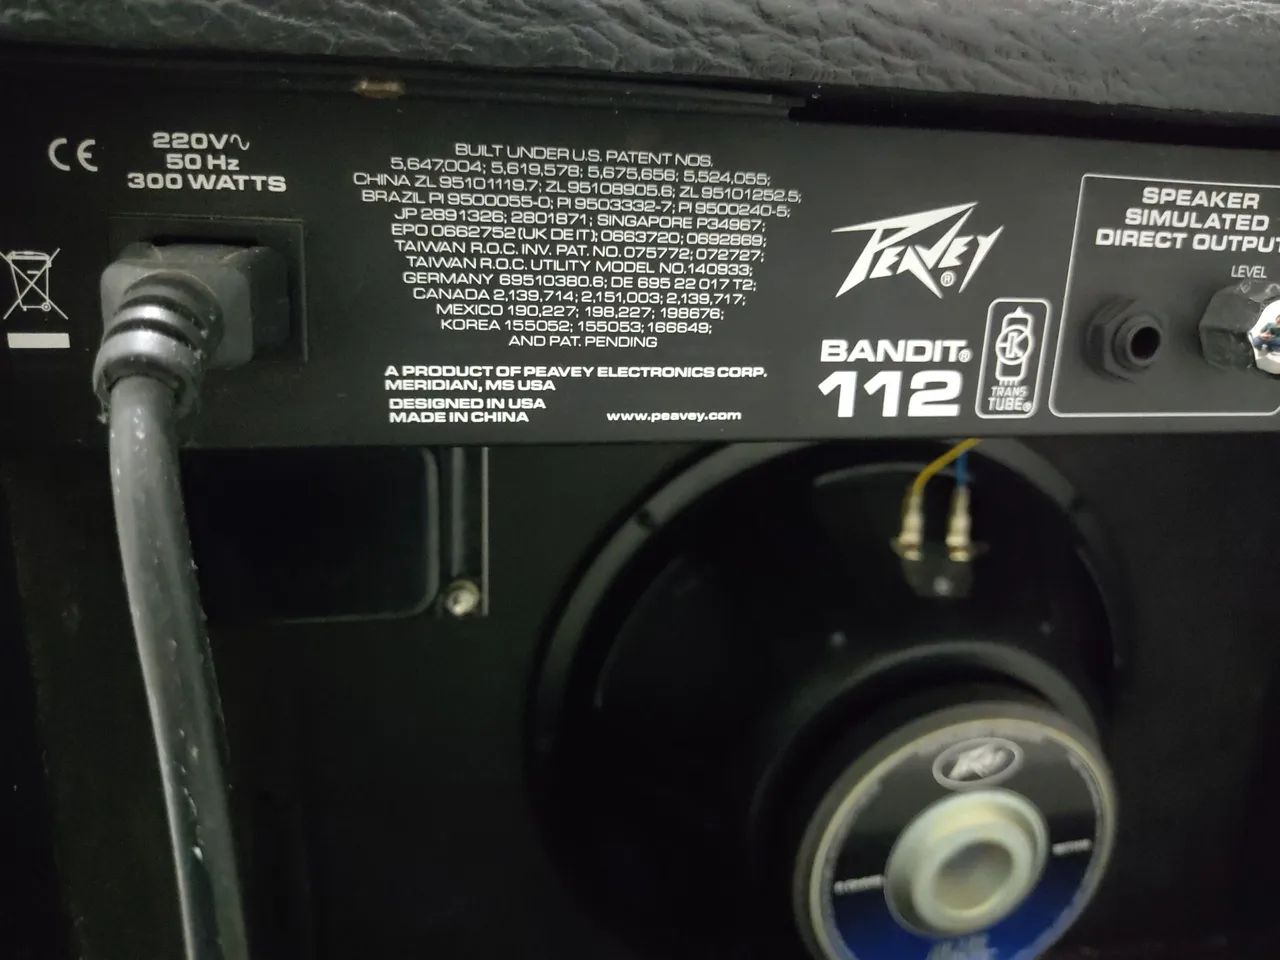 CE
220V~
50 Hz
300 WATTS
BUILT UNDER U.S. PATENT NOS.
5,647,004; 5,619,578; 5,675,656; 5,524,055;
CHINA ZL 95101119.7; ZL 95108905.6; ZL 95101252.5;
BRAZIL PI 9500055-0; PI 9503332-7; PI 9500240-5;
JP 2891326; 2801871; SINGAPORE P34967;
EPO 0662752 (UK DE IT); 0663720; 0692869;
TAIWAN R.O.C. INV. PAT. NO. 075772; 072727;
TAIWAN R.O.C. UTILITY MODEL NO.140933;
GERMANY 69510380.6; DE 695 22 017 T2;
CANADA 2,139,714; 2,151,003; 2,139,717;
MEXICO 190,227; 198,227; 198676;
KOREA 155052; 155053; 166649;
AND PAT. PENDING
A PRODUCT OF PEAVEY ELECTRONICS CORP.
MERIDIAN, MS USA
DESIGNED IN USA
MADE IN CHINA
www.peavey.com
PEAVEY®
BANDIT®
112
TRANS
TUBE®
SPEAKER
SIMULATED
DIRECT OUTPUT
LEVEL